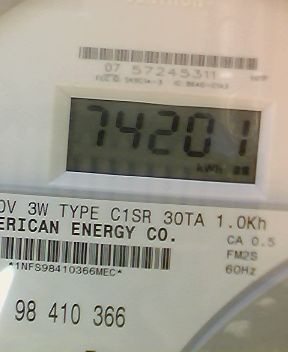 07 57245311
74201
kWh
0V 3W TYPE C1SR 30TA 1.0Kh
ERICAN ENERGY CO.
CA 0.5
FM2S
60Hz
*1NFS98410366MEC*
98 410 366